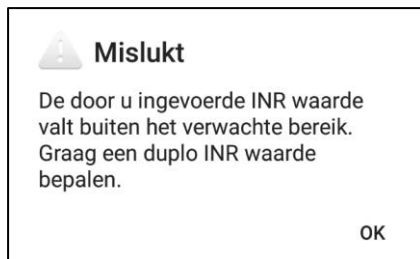 Mislukt
De door u ingevoerde INR waarde
valt buiten het verwachte bereik.
Graag een duplo INR waarde
bepalen.
OK